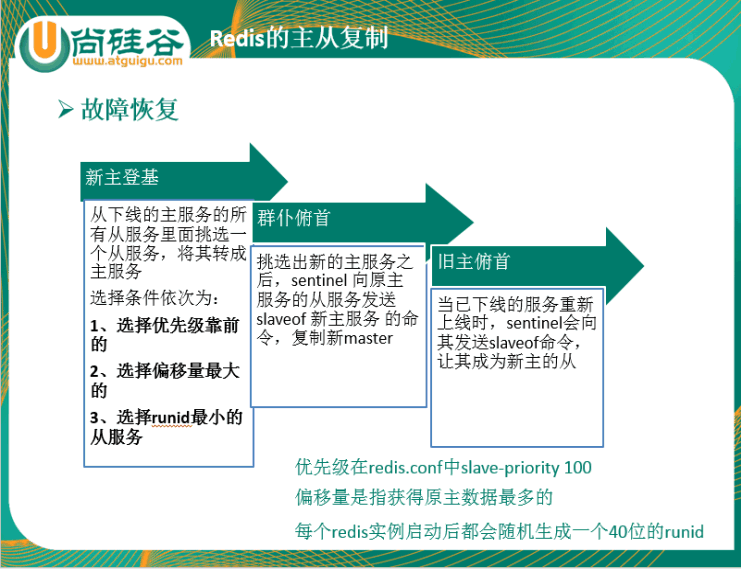 尚硅谷
www.atguigu.com
Redis的主从复制
故障恢复
新主登基
从下线的主服务的所
有从服务里面挑选一
个从服务，将其转成
主服务
选择条件依次为：
1、选择优先级靠前
的
2、选择偏移量最大
的
3、选择runid最小的
从服务
群仆俯首
挑选出新的主服务之
后，sentinel 向原主
服务的从服务发送
slaveof 新主服务 的命
令，复制新master
旧主俯首
当已下线的服务重新
上线时，sentinel会向
其发送slaveof命令，
让其成为新主的从
优先级在redis.conf中slave-priority 100
偏移量是指获得原主数据最多的
每个redis实例启动后都会随机生成一个40位的runid